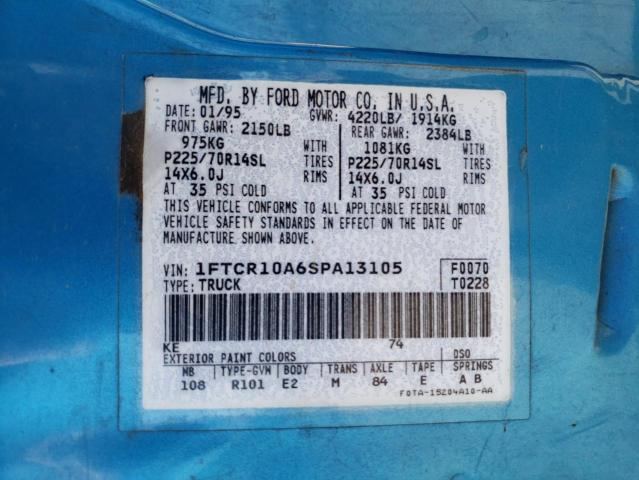 MFD. BY FORD MOTOR CO. IN U.S.A.
DATE: 01/95 GVWR: 4220LB/ 1914KG
FRONT GAWR: 2150LB REAR GAWR: 2384LB
975KG WITH 1081KG WITH
P225/70R14SL TIRES P225/70R14SL TIRES
14X6.0J RIMS 14X6.0J RIMS
AT 35 PSI COLD AT 35 PSI COLD
THIS VEHICLE CONFORMS TO ALL APPLICABLE FEDERAL MOTOR
VEHICLE SAFETY STANDARDS IN EFFECT ON THE DATE OF
MANUFACTURE SHOWN ABOVE.
VIN: 1FTCR10A6SPA13105 F0070
TYPE: TRUCK T0228
KE 74
EXTERIOR PAINT COLORS DSO
WB TYPE-GVM BODY TRANS AXLE TAPE SPRINGS
108 R101 E2 M 84 E A B
F0TA-15204A10-AA